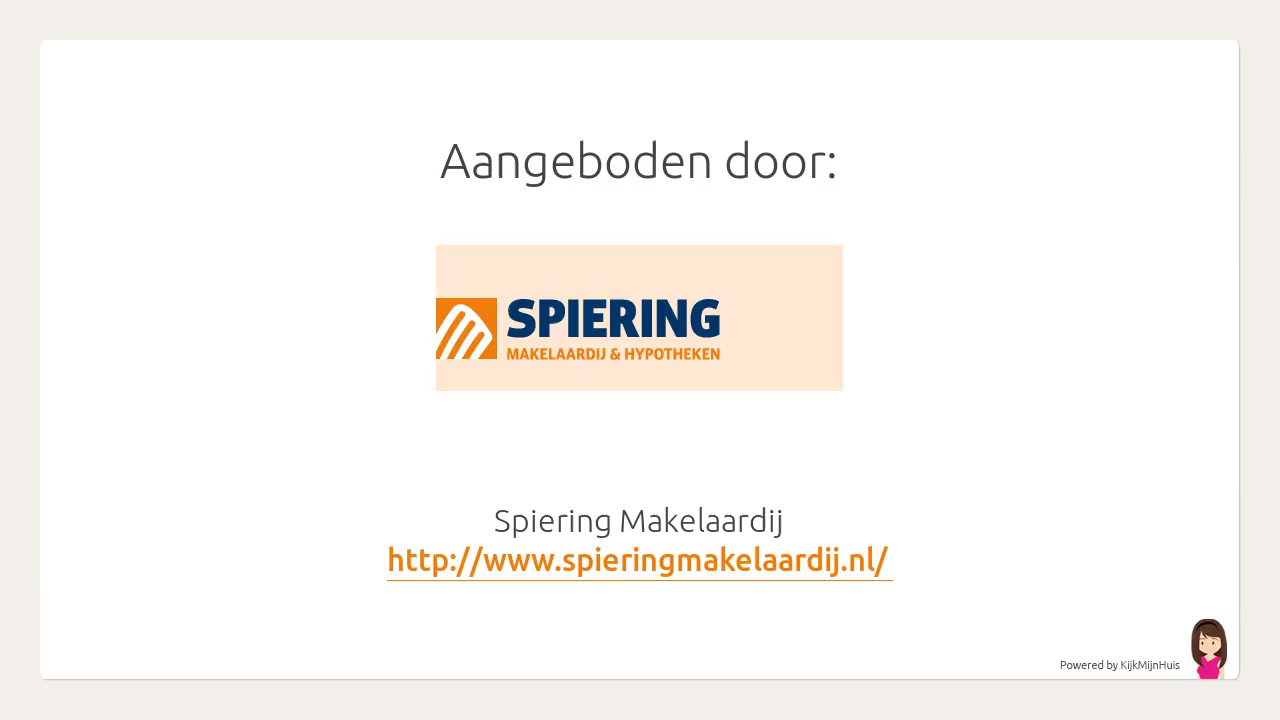 Aangeboden door:
SPIERING
MAKELAARDIJ & HYPOTHEKEN
Spiering Makelaardij
http://www.spieringmakelaardij.nl/
Powered by KijkMijnHuis